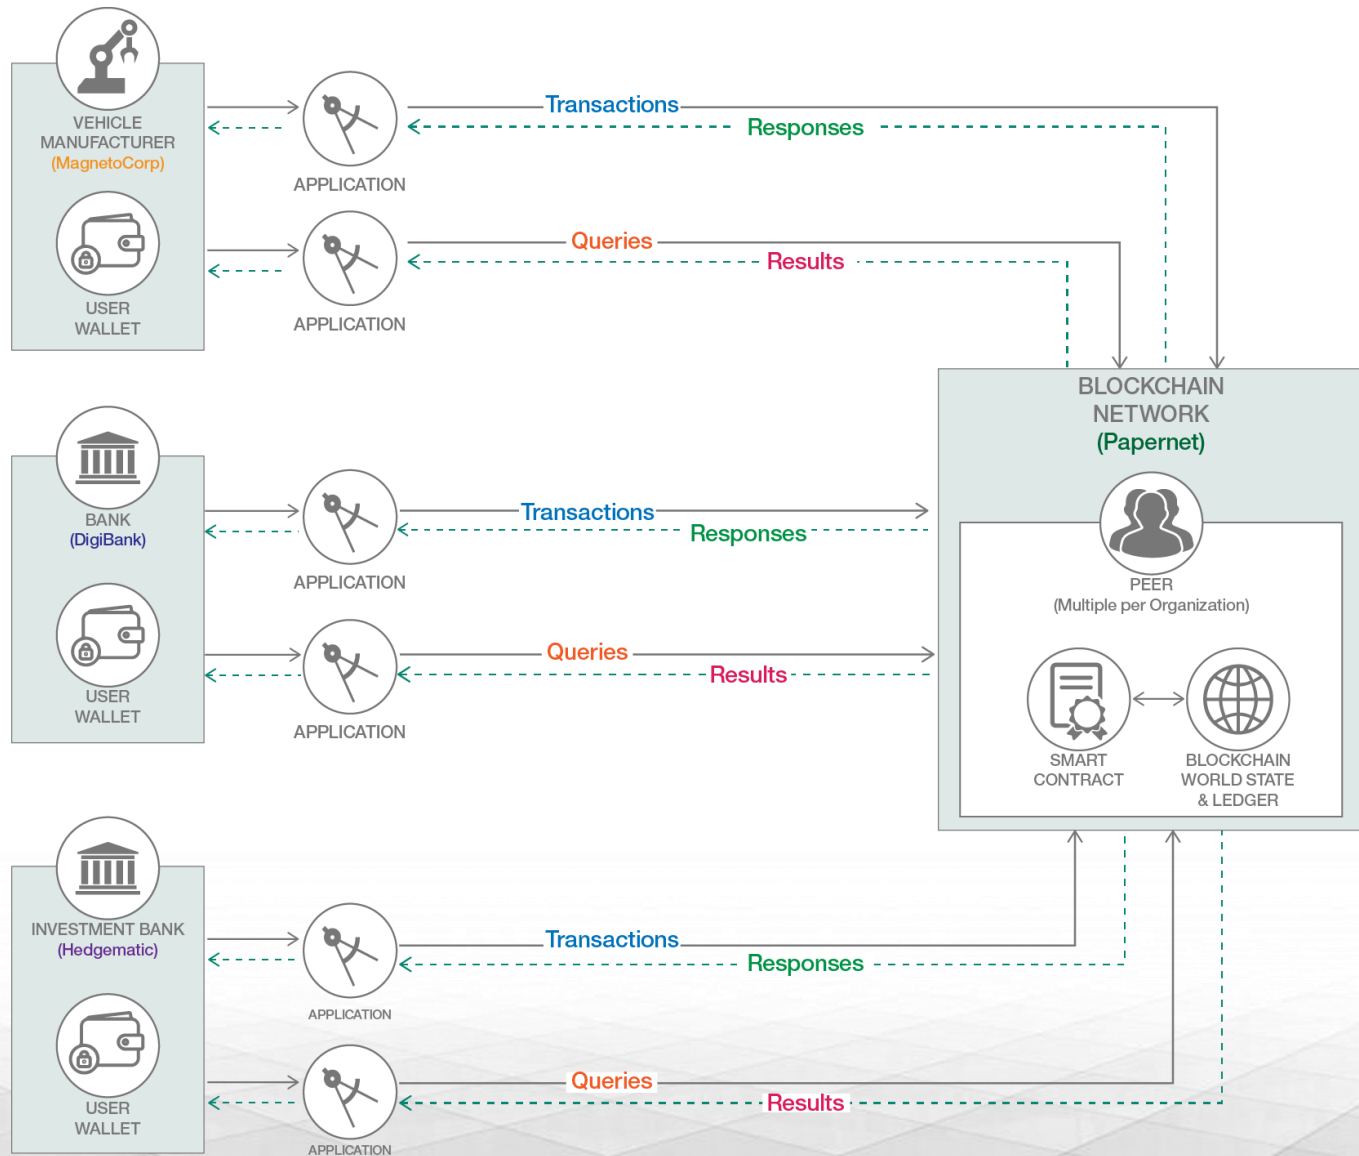 VEHICLE
MANUFACTURER
(MagnetoCorp)
USER
WALLET
APPLICATION
APPLICATION
Transactions
Responses
Queries
Results
BANK
(DigiBank)
USER
WALLET
APPLICATION
APPLICATION
Transactions
Responses
Queries
Results
BLOCKCHAIN
NETWORK
(Papernet)
PEER
(Multiple per Organization)
SMART
CONTRACT
BLOCKCHAIN
WORLD STATE
& LEDGER
INVESTMENT BANK
(Hedgematic)
USER
WALLET
APPLICATION
APPLICATION
Transactions
Responses
Queries
Results